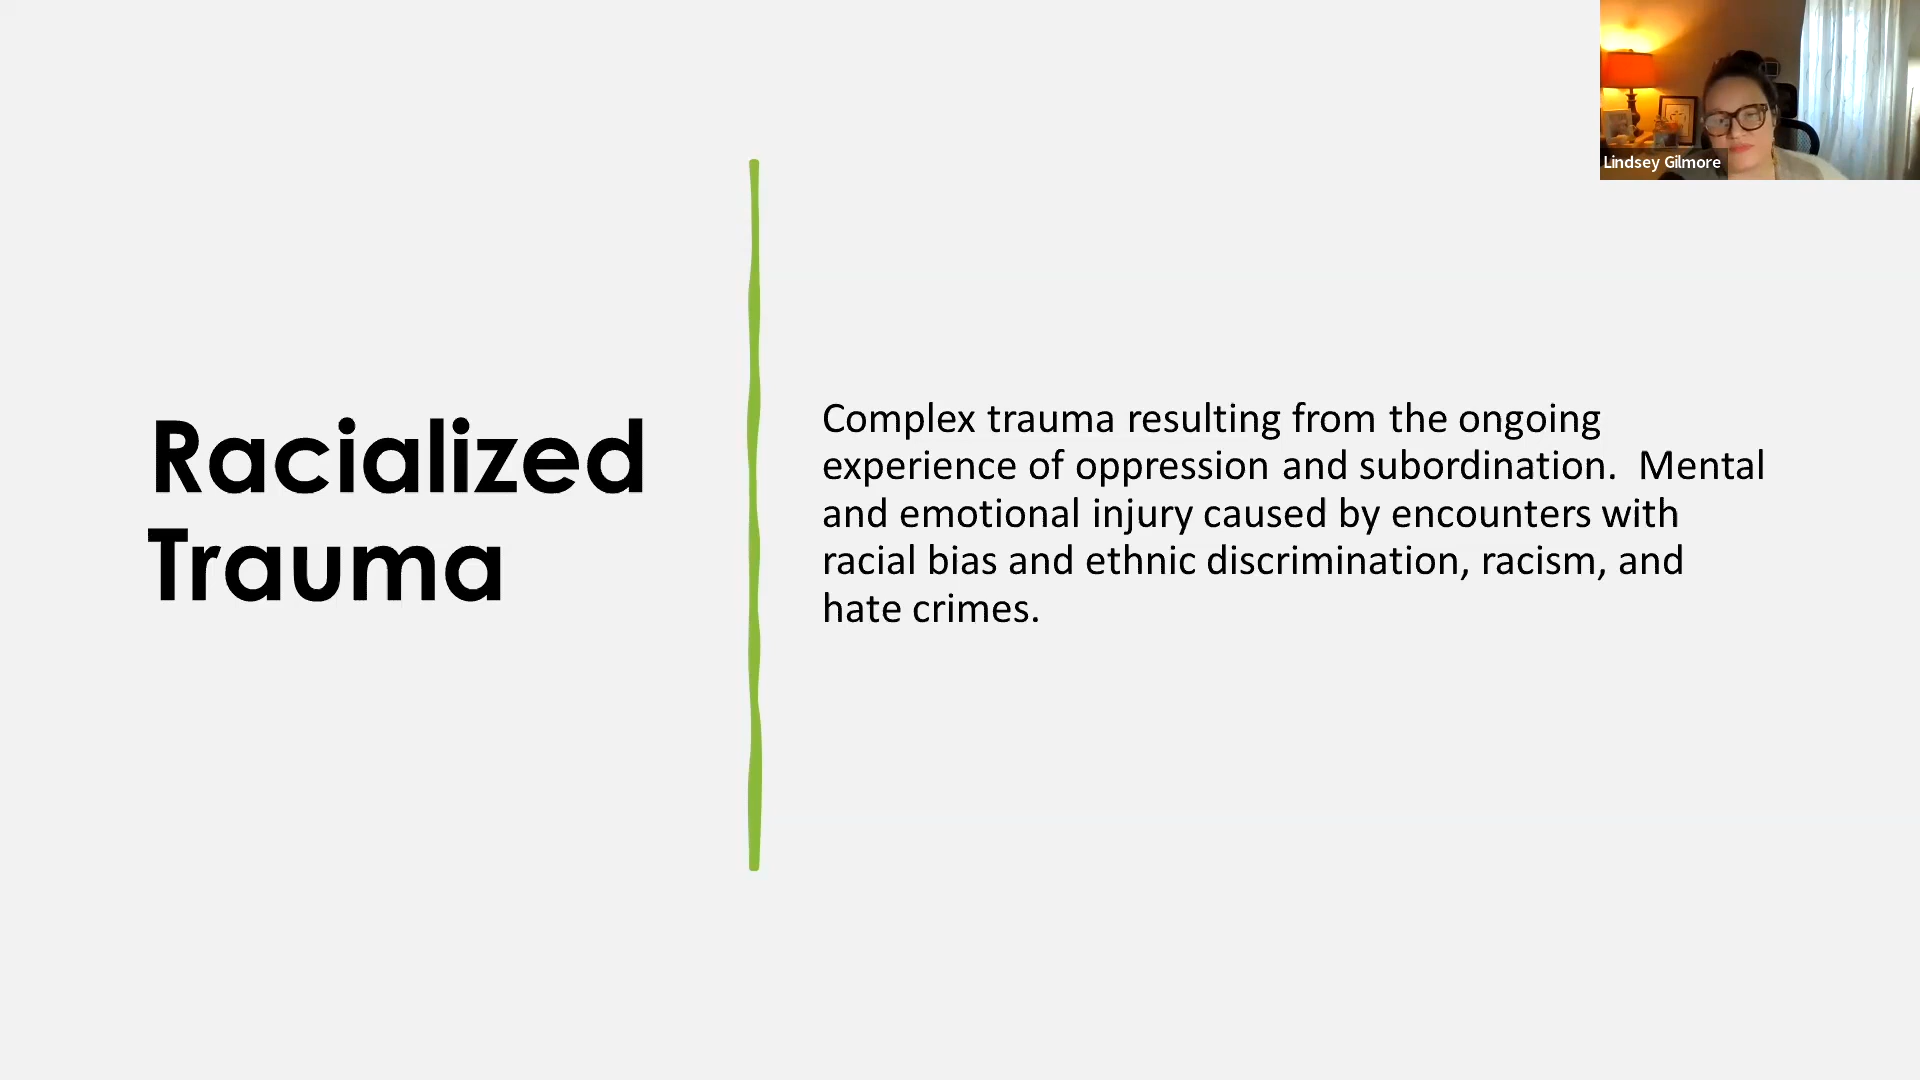 Lindsey Gilmore
Racialized
Trauma
Complex trauma resulting from the ongoing
experience of oppression and subordination.  Mental
and emotional injury caused by encounters with
racial bias and ethnic discrimination, racism, and
hate crimes.